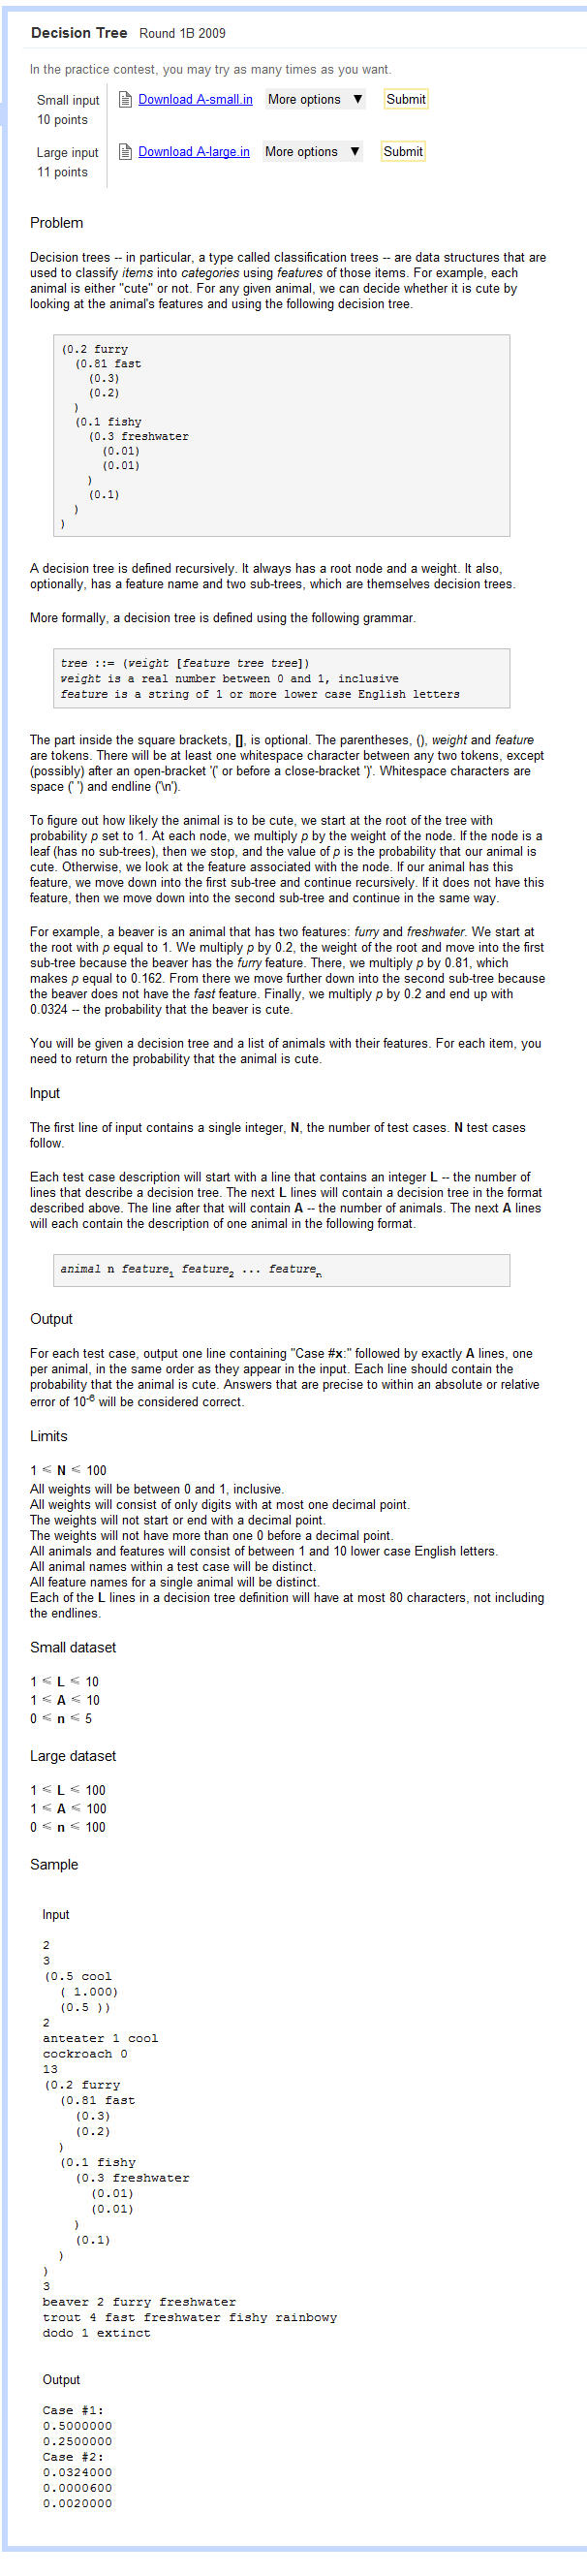 Decision Tree Round 1B 2009
In the practice contest, you may try as many times as you want.
Small input
10 points
Download A-small.in More options ▼ Submit
Large input
11 points
Download A-large.in More options ▼ Submit
Problem
Decision trees -- in particular, a type called classification trees -- are data structures that are
used to classify items into categories using features of those items. For example, each
animal is either "cute" or not. For any given animal, we can decide whether it is cute by
looking at the animal's features and using the following decision tree.
(0.2 furry
  (0.81 fast
    (0.3)
    (0.2)
  )
  (0.1 fishy
    (0.3 freshwater
      (0.01)
      (0.01)
    )
    (0.1)
  )
)
A decision tree is defined recursively. It always has a root node and a weight. It also,
optionally, has a feature name and two sub-trees, which are themselves decision trees.
More formally, a decision tree is defined using the following grammar.
tree ::= (weight [feature tree tree])
weight is a real number between 0 and 1, inclusive
feature is a string of 1 or more lower case English letters
The part inside the square brackets, [], is optional. The parentheses, (), weight and feature
are tokens. There will be at least one whitespace character between any two tokens, except
(possibly) after an open-bracket '(' or before a close-bracket ')'. Whitespace characters are
space (' ') and endline ('\n').
To figure out how likely the animal is to be cute, we start at the root of the tree with
probability p set to 1. At each node, we multiply p by the weight of the node. If the node is a
leaf (has no sub-trees), then we stop, and the value of p is the probability that our animal is
cute. Otherwise, we look at the feature associated with the node. If our animal has this
feature, we move down into the first sub-tree and continue recursively. If it does not have this
feature, then we move down into the second sub-tree and continue in the same way.
For example, a beaver is an animal that has two features: furry and freshwater. We start at
the root with p equal to 1. We multiply p by 0.2, the weight of the root and move into the first
sub-tree because the beaver has the furry feature. There, we multiply p by 0.81, which
makes p equal to 0.162. From there we move further down into the second sub-tree because
the beaver does not have the fast feature. Finally, we multiply p by 0.2 and end up with
0.0324 -- the probability that the beaver is cute.
You will be given a decision tree and a list of animals with their features. For each item, you
need to return the probability that the animal is cute.
Input
The first line of input contains a single integer, N, the number of test cases. N test cases
follow.
Each test case description will start with a line that contains an integer L -- the number of
lines that describe a decision tree. The next L lines will contain a decision tree in the format
described above. The line after that will contain A -- the number of animals. The next A lines
will each contain the description of one animal in the following format.
animal n feature1 feature2 ... featuren
Output
For each test case, output one line containing "Case #x:" followed by exactly A lines, one
per animal, in the same order as they appear in the input. Each line should contain the
probability that the animal is cute. Answers that are precise to within an absolute or relative
error of 10^-6 will be considered correct.
Limits
1 ≤ N ≤ 100
All weights will be between 0 and 1, inclusive.
All weights will consist of only digits with at most one decimal point.
The weights will not start or end with a decimal point.
The weights will not have more than one 0 before a decimal point.
All animals and features will consist of between 1 and 10 lower case English letters.
All animal names within a test case will be distinct.
All feature names for a single animal will be distinct.
Each of the L lines in a decision tree definition will have at most 80 characters, not including
the endlines.
Small dataset
1 ≤ L ≤ 10
1 ≤ A ≤ 10
0 ≤ n ≤ 5
Large dataset
1 ≤ L ≤ 100
1 ≤ A ≤ 100
0 ≤ n ≤ 100
Sample
Input
2
3
(0.5 cool
  ( 1.000)
  (0.5 ))
2
anteater 1 cool
cockroach 0
13
(0.2 furry
  (0.81 fast
    (0.3)
    (0.2)
  )
  (0.1 fishy
    (0.3 freshwater
      (0.01)
      (0.01)
    )
    (0.1)
  )
)
3
beaver 2 furry freshwater
trout 4 fast freshwater fishy rainbowy
dodo 1 extinct
Output
Case #1:
0.5000000
0.2500000
Case #2:
0.0324000
0.0000600
0.0020000